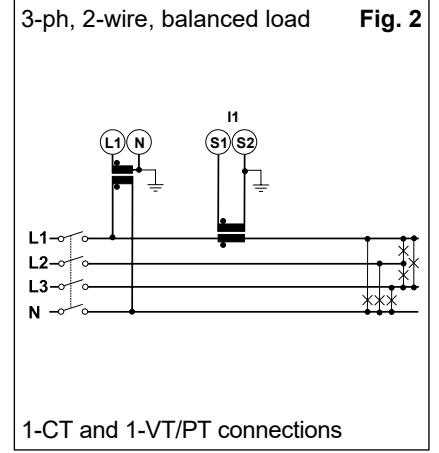 3-ph, 2-wire, balanced load Fig. 2
I1
L1 N S1 S2
L1
L2
L3
N
1-CT and 1-VT/PT connections